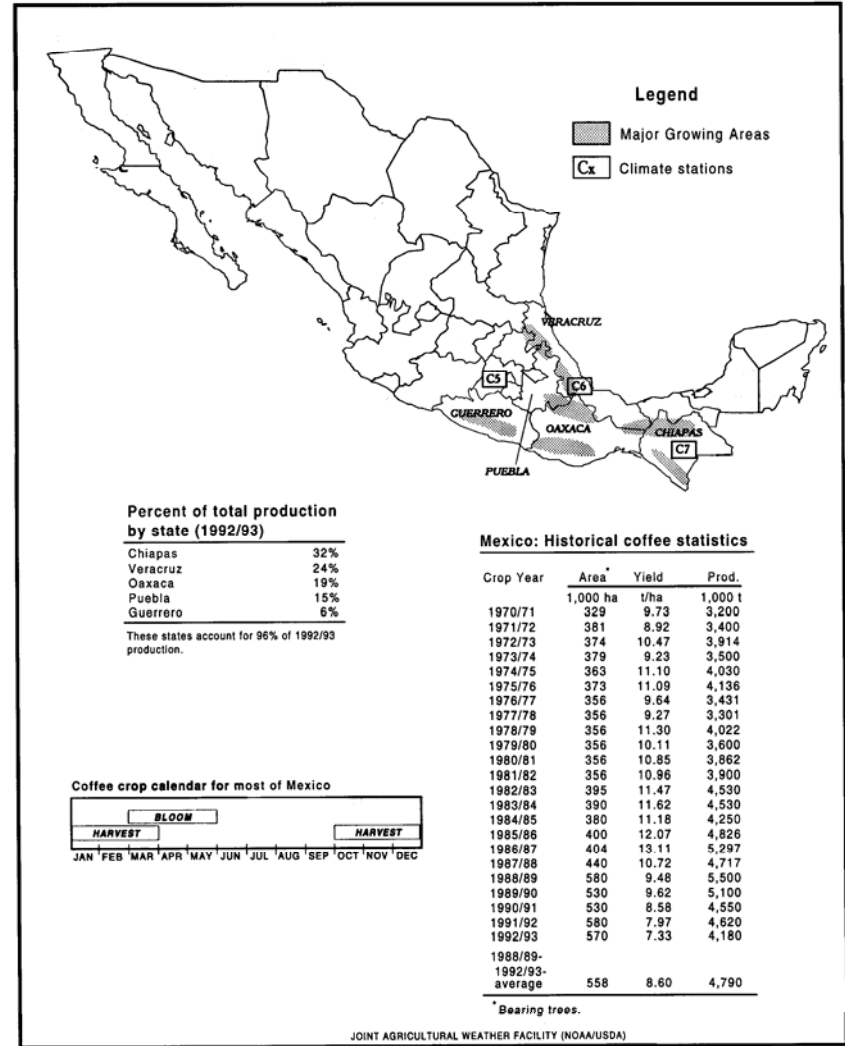 Legend
Major Growing Areas
Cx Climate stations
VERACRUZ
C5
C6
GUERRERO
OAXACA
CHIAPAS
C7
PUEBLA
Percent of total production
by state (1992/93)
Chiapas 32%
Veracruz 24%
Oaxaca 19%
Puebla 15%
Guerrero 6%
These states account for 96% of 1992/93
production.
Mexico: Historical coffee statistics
Crop Year Area* Yield Prod.
1,000 ha t/ha 1,000 t
1970/71 329 9.73 3,200
1971/72 381 8.92 3,400
1972/73 374 10.47 3,914
1973/74 379 9.23 3,500
1974/75 363 11.10 4,030
1975/76 373 11.09 4,136
1976/77 356 9.64 3,431
1977/78 356 9.27 3,301
1978/79 356 11.30 4,022
1979/80 356 10.11 3,600
1980/81 356 10.85 3,862
1981/82 356 10.96 3,900
1982/83 395 11.47 4,530
1983/84 390 11.62 4,530
1984/85 380 11.18 4,250
1985/86 400 12.07 4,826
1986/87 404 13.11 5,297
1987/88 440 10.72 4,717
1988/89 580 9.48 5,500
1989/90 530 9.62 5,100
1990/91 530 8.58 4,550
1991/92 580 7.97 4,620
1992/93 570 7.33 4,180
1988/89-
1992/93-
average 558 8.60 4,790
*Bearing trees.
Coffee crop calendar for most of Mexico
BLOOM
HARVEST HARVEST
JAN FEB MAR APR MAY JUN JUL AUG SEP OCT NOV DEC
JOINT AGRICULTURAL WEATHER FACILITY (NOAA/USDA)